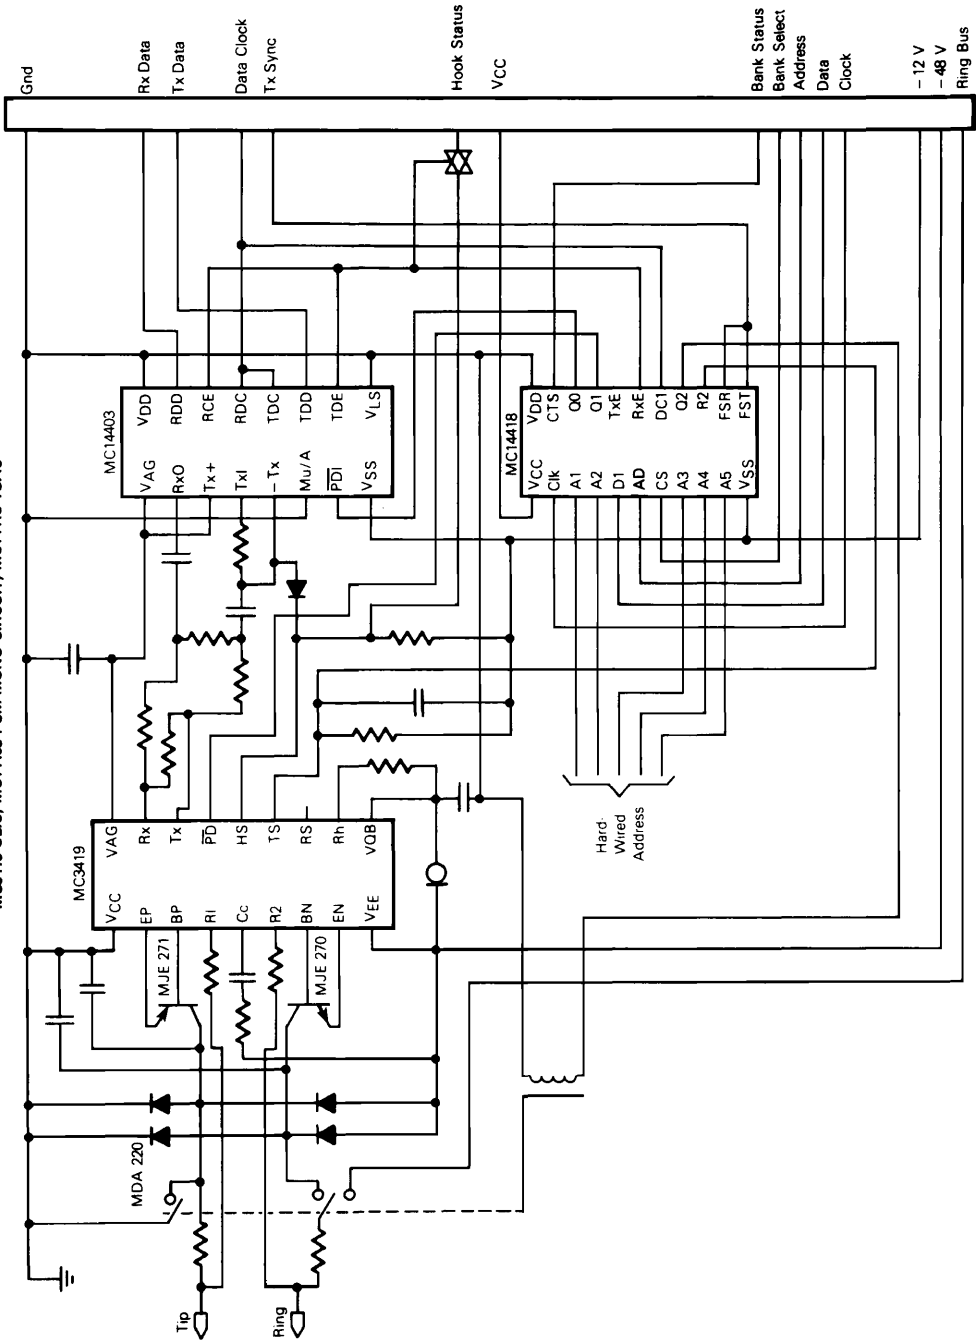 Gnd
Rx Data
Tx Data
Data Clock
Tx Sync
Hook Status
VCC
Bank Status
Bank Select
Address
Data
Clock
– 12 V
– 48 V
Ring Bus
MC14403
VDD
RDD
RCE
RDC
TDC
TDD
TDE
VLS
VAG
RxO
Tx+
TxI
–Tx
Mu/A
PDI
VSS
MC14418
VDD
CTS
Q0
Q1
TxE
RxE
DC1
Q2
R2
FSR
FST
VCC
Clk
A1
A2
D1
AD
CS
A3
A4
A5
VSS
Hard-
Wired
Address
MC3419
VAG
Rx
Tx
PD
HS
TS
RS
Rh
VQB
VCC
EP
BP
RI
Cc
R2
BN
EN
VEE
MJE 271
MJE 270
MDA 220
Tip
Ring